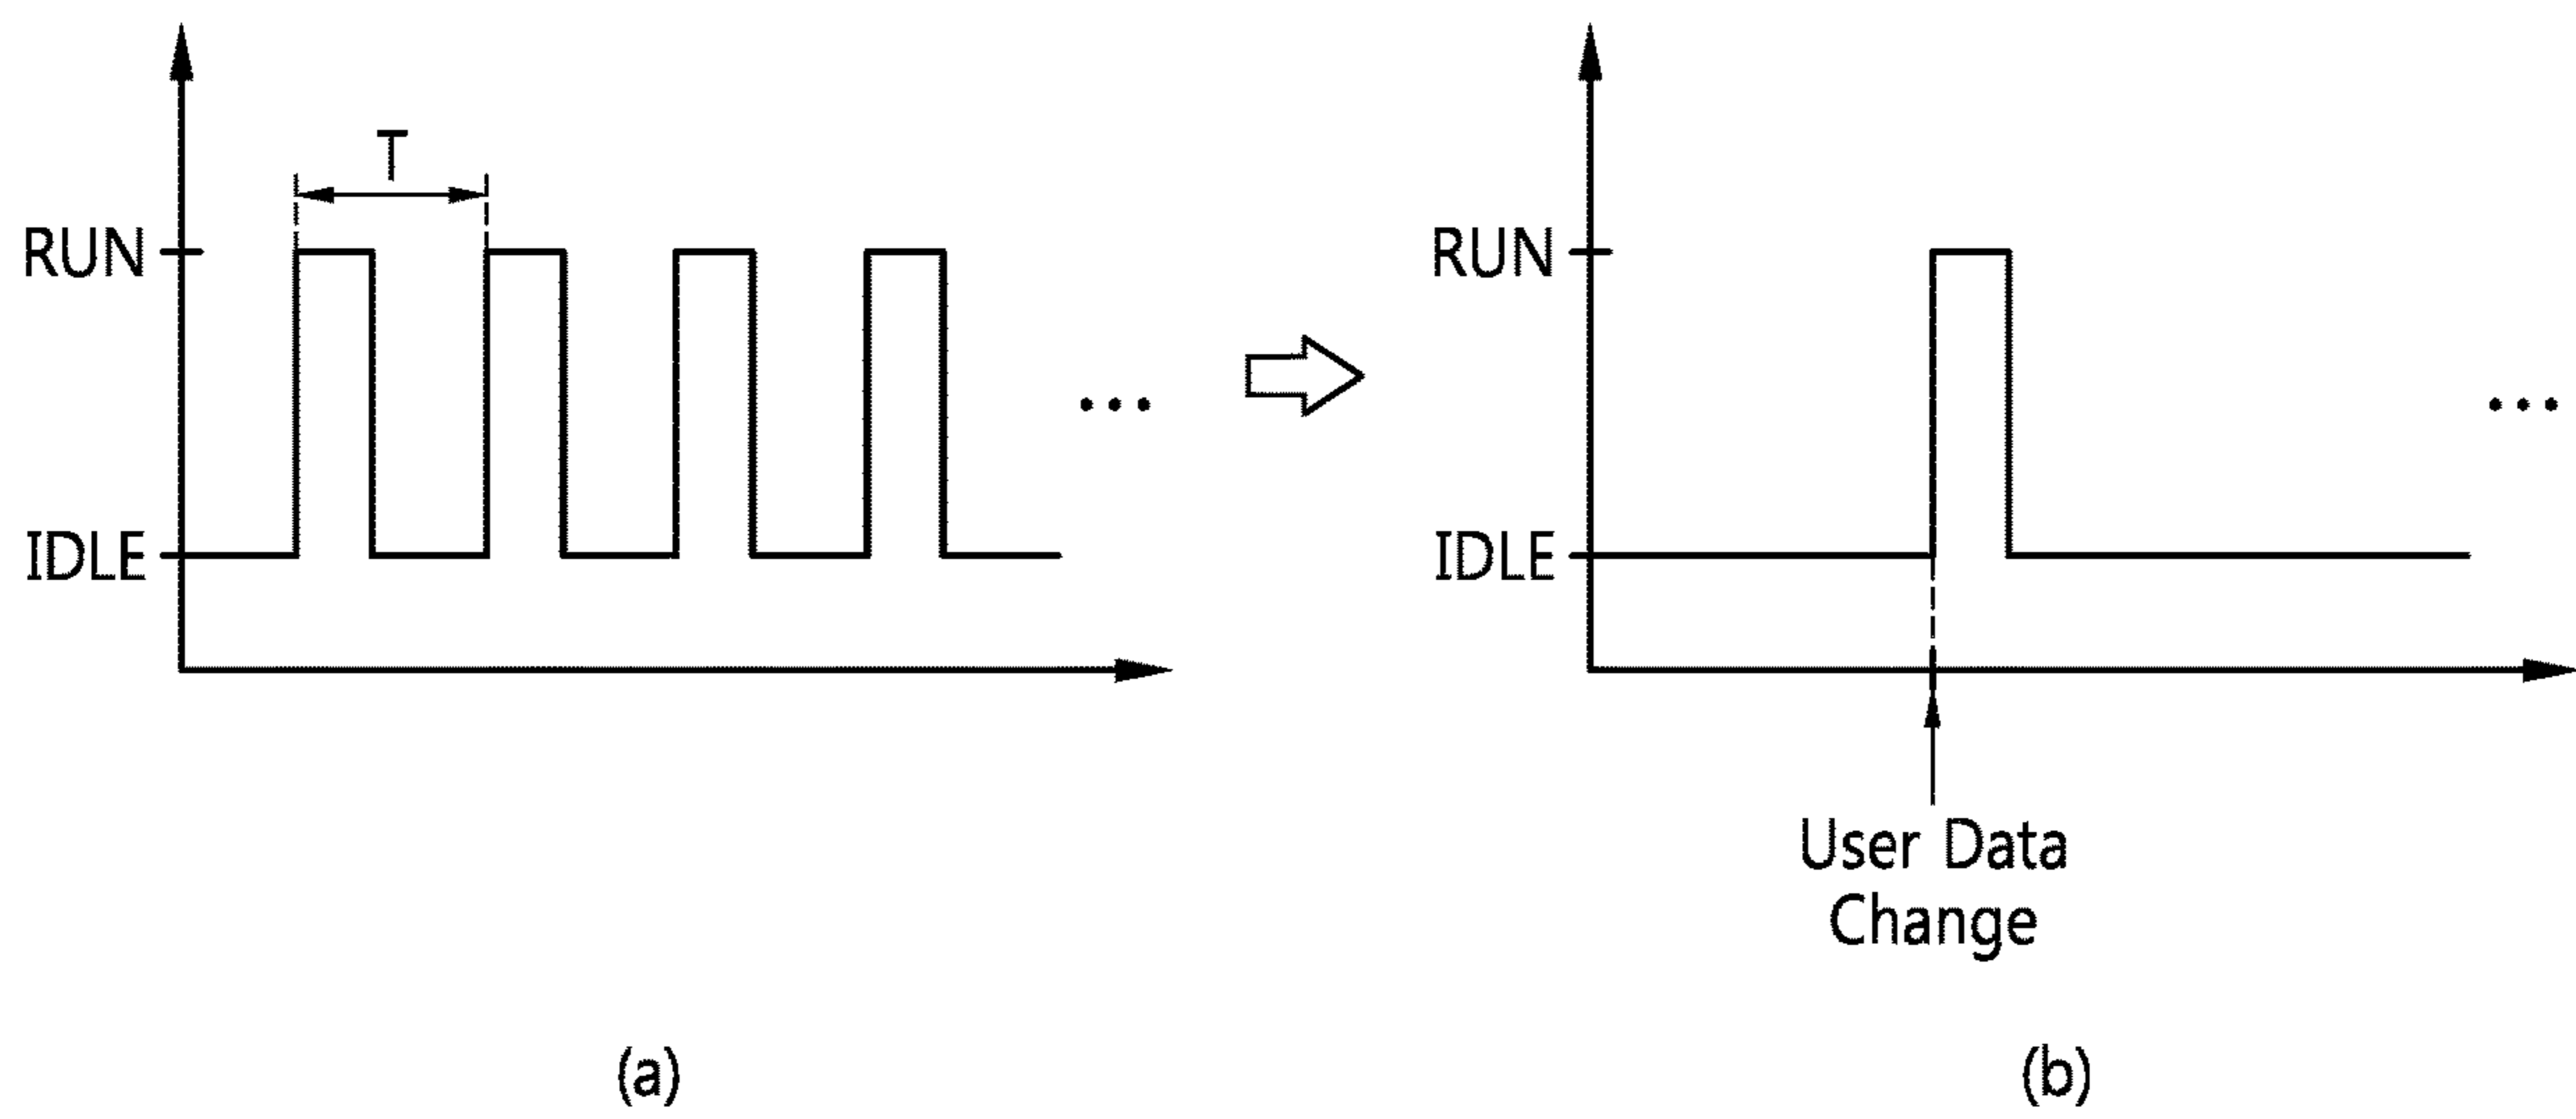 T
RUN
IDLE
...
(a)
RUN
IDLE
...
User Data
Change
(b)